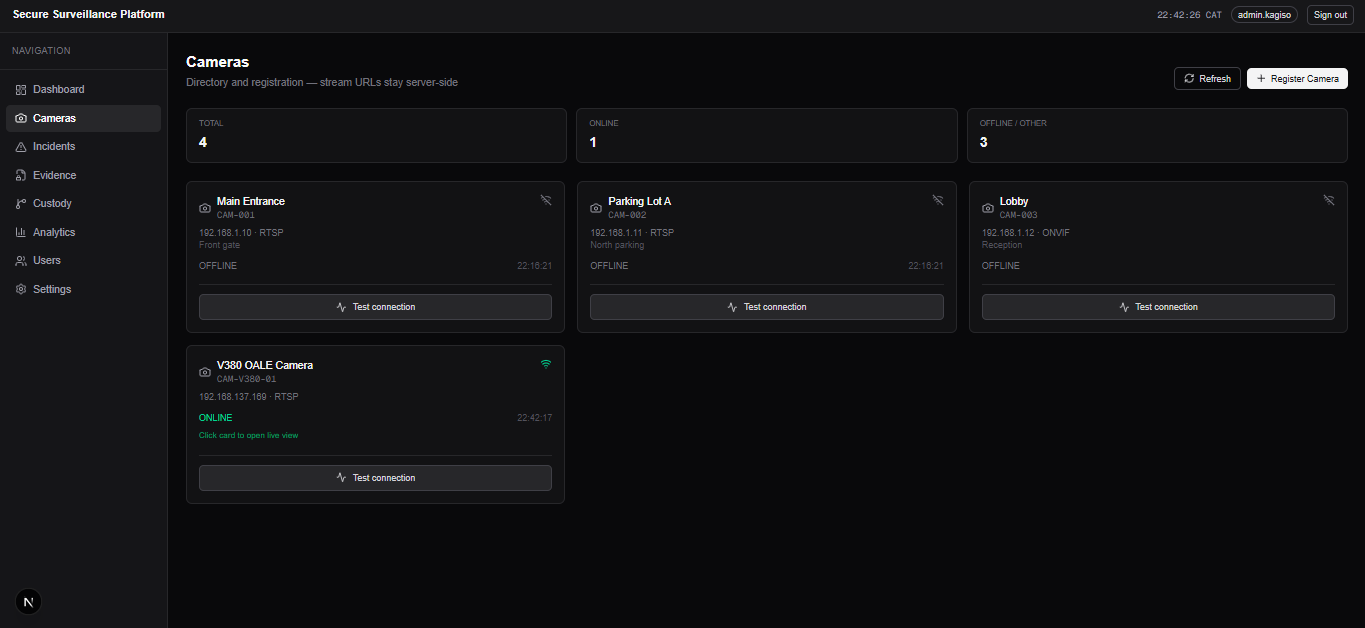 Secure Surveillance Platform
22:42:26 CAT
admin.kagiso
Sign out
NAVIGATION
Dashboard
Cameras
Incidents
Evidence
Custody
Analytics
Users
Settings
N
Cameras
Directory and registration — stream URLs stay server-side
Refresh
+ Register Camera
TOTAL
4
ONLINE
1
OFFLINE / OTHER
3
Main Entrance
CAM-001
192.168.1.10 · RTSP
Front gate
OFFLINE 22:16:21
Test connection
Parking Lot A
CAM-002
192.168.1.11 · RTSP
North parking
OFFLINE 22:16:21
Test connection
Lobby
CAM-003
192.168.1.12 · ONVIF
Reception
OFFLINE
Test connection
V380 OALE Camera
CAM-V380-01
192.168.137.169 · RTSP
ONLINE 22:42:17
Click card to open live view
Test connection